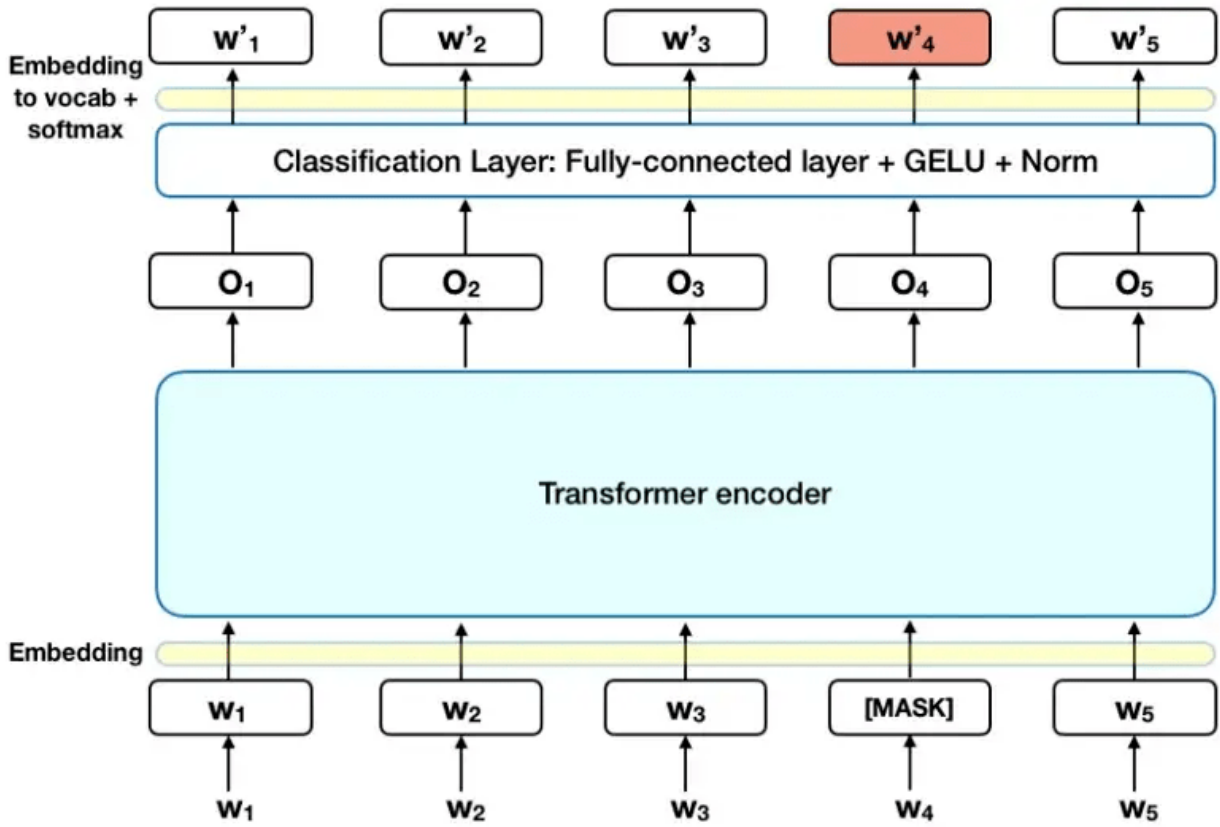 w’₁ w’₂ w’₃ w’₄ w’₅
Embedding
to vocab +
softmax
Classification Layer: Fully-connected layer + GELU + Norm
O₁ O₂ O₃ O₄ O₅
Transformer encoder
Embedding
w₁ w₂ w₃ [MASK] w₅
w₁ w₂ w₃ w₄ w₅